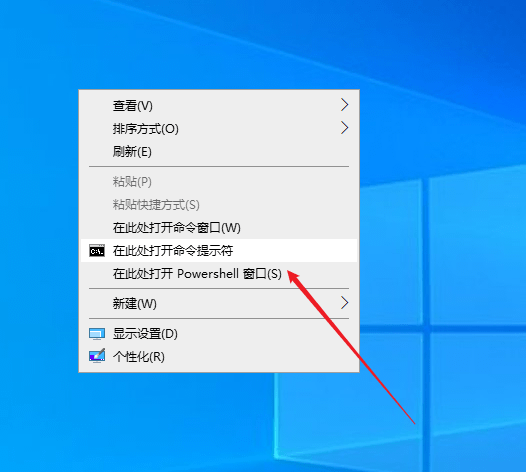 查看(V)
排序方式(O)
刷新(E)
粘贴(P)
粘贴快捷方式(S)
在此处打开命令窗口(W)
C:\.
在此处打开命令提示符
在此处打开 Powershell 窗口(S)
新建(W)
显示设置(D)
个性化(R)